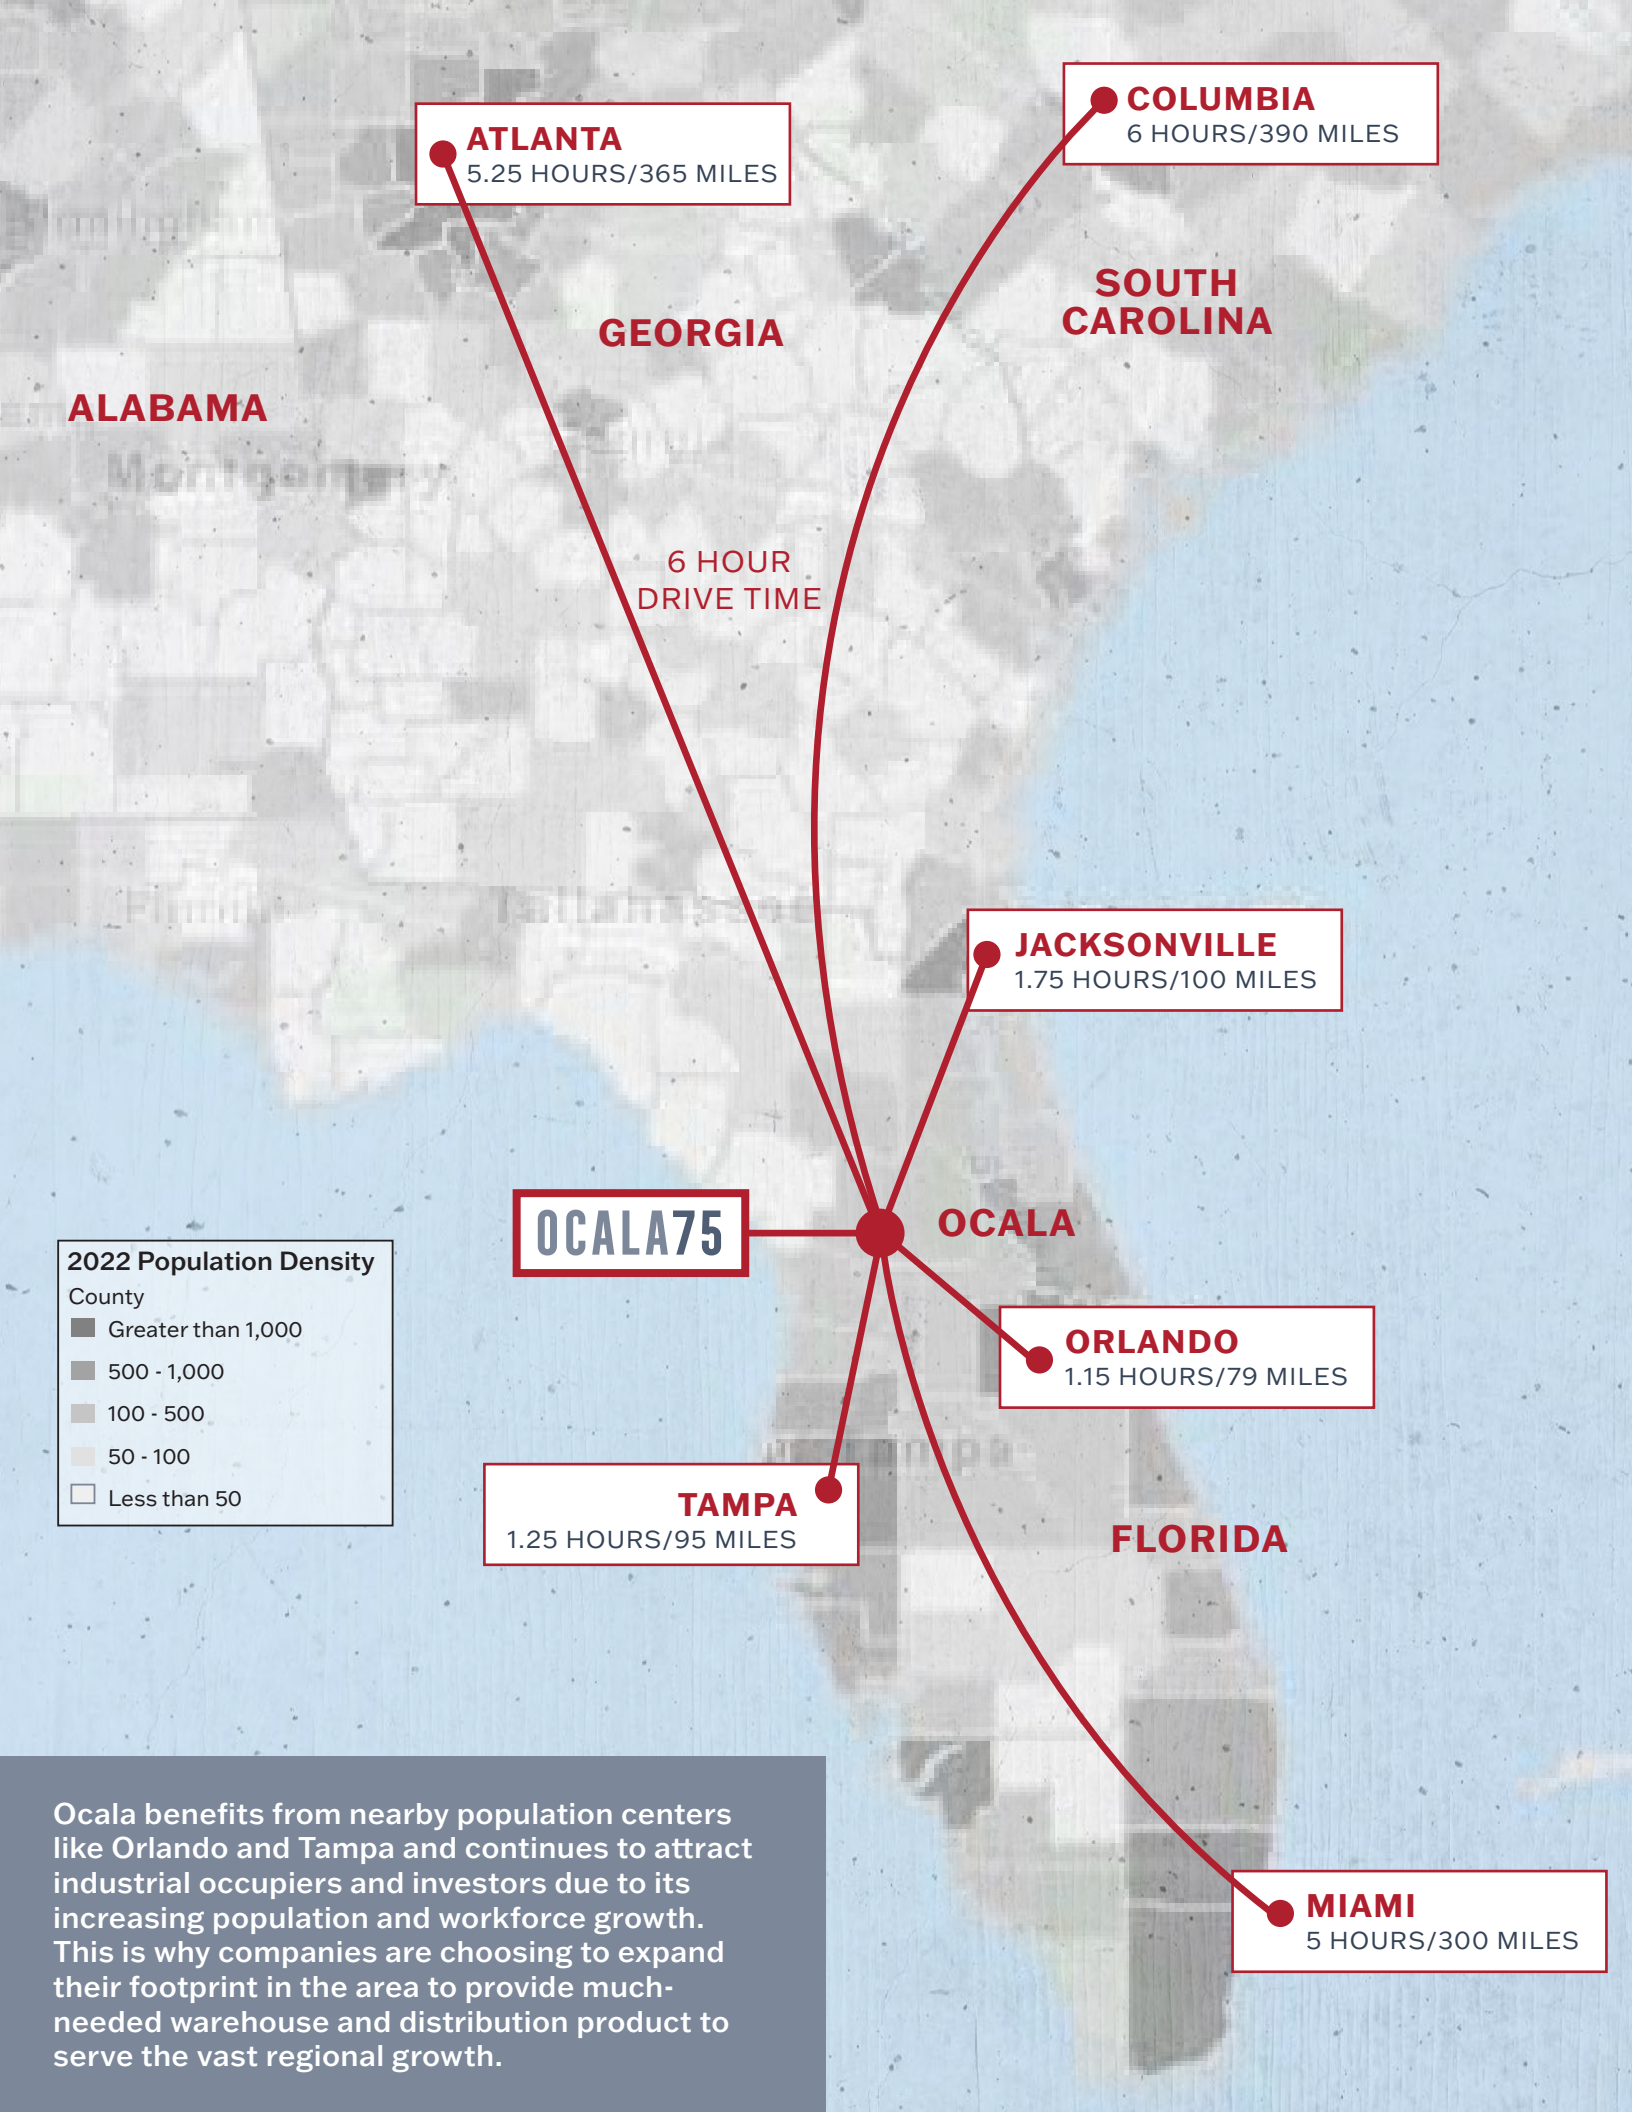 COLUMBIA
6 HOURS/390 MILES
ATLANTA
5.25 HOURS/365 MILES
SOUTH
CAROLINA
GEORGIA
ALABAMA
Montgomery
6 HOUR
DRIVE TIME
Tallahassee
JACKSONVILLE
1.75 HOURS/100 MILES
OCALA75
OCALA
2022 Population Density
County
Greater than 1,000
500 - 1,000
100 - 500
50 - 100
Less than 50
ORLANDO
1.15 HOURS/79 MILES
Tampa
TAMPA
1.25 HOURS/95 MILES
FLORIDA
MIAMI
5 HOURS/300 MILES
Ocala benefits from nearby population centers
like Orlando and Tampa and continues to attract
industrial occupiers and investors due to its
increasing population and workforce growth.
This is why companies are choosing to expand
their footprint in the area to provide much-
needed warehouse and distribution product to
serve the vast regional growth.